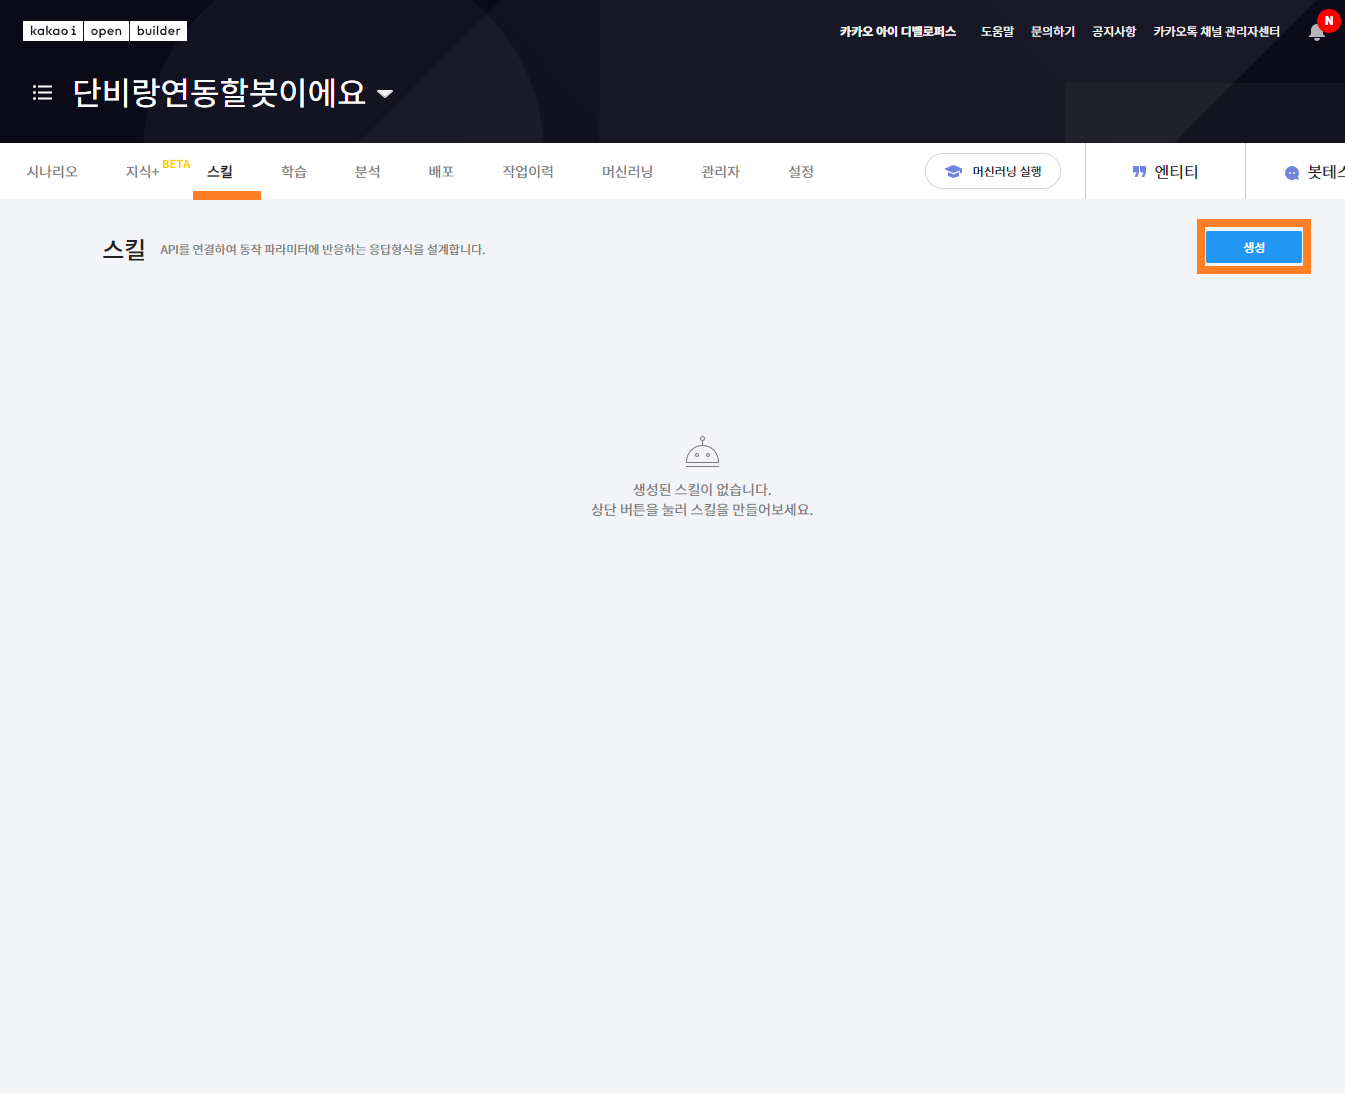 kakao i open builder
카카오 아이 디벨로퍼스 도움말 문의하기 공지사항 카카오톡 채널 관리자센터 N
단비랑연동할봇이에요
시나리오 지식+ BETA 스킬 학습 분석 배포 작업이력 머신러닝 관리자 설정 머신러닝 실행 엔티티 봇테스
스킬 API를 연결하여 동작 파라미터에 반응하는 응답형식을 설계합니다. 생성
생성된 스킬이 없습니다.
상단 버튼을 눌러 스킬을 만들어보세요.